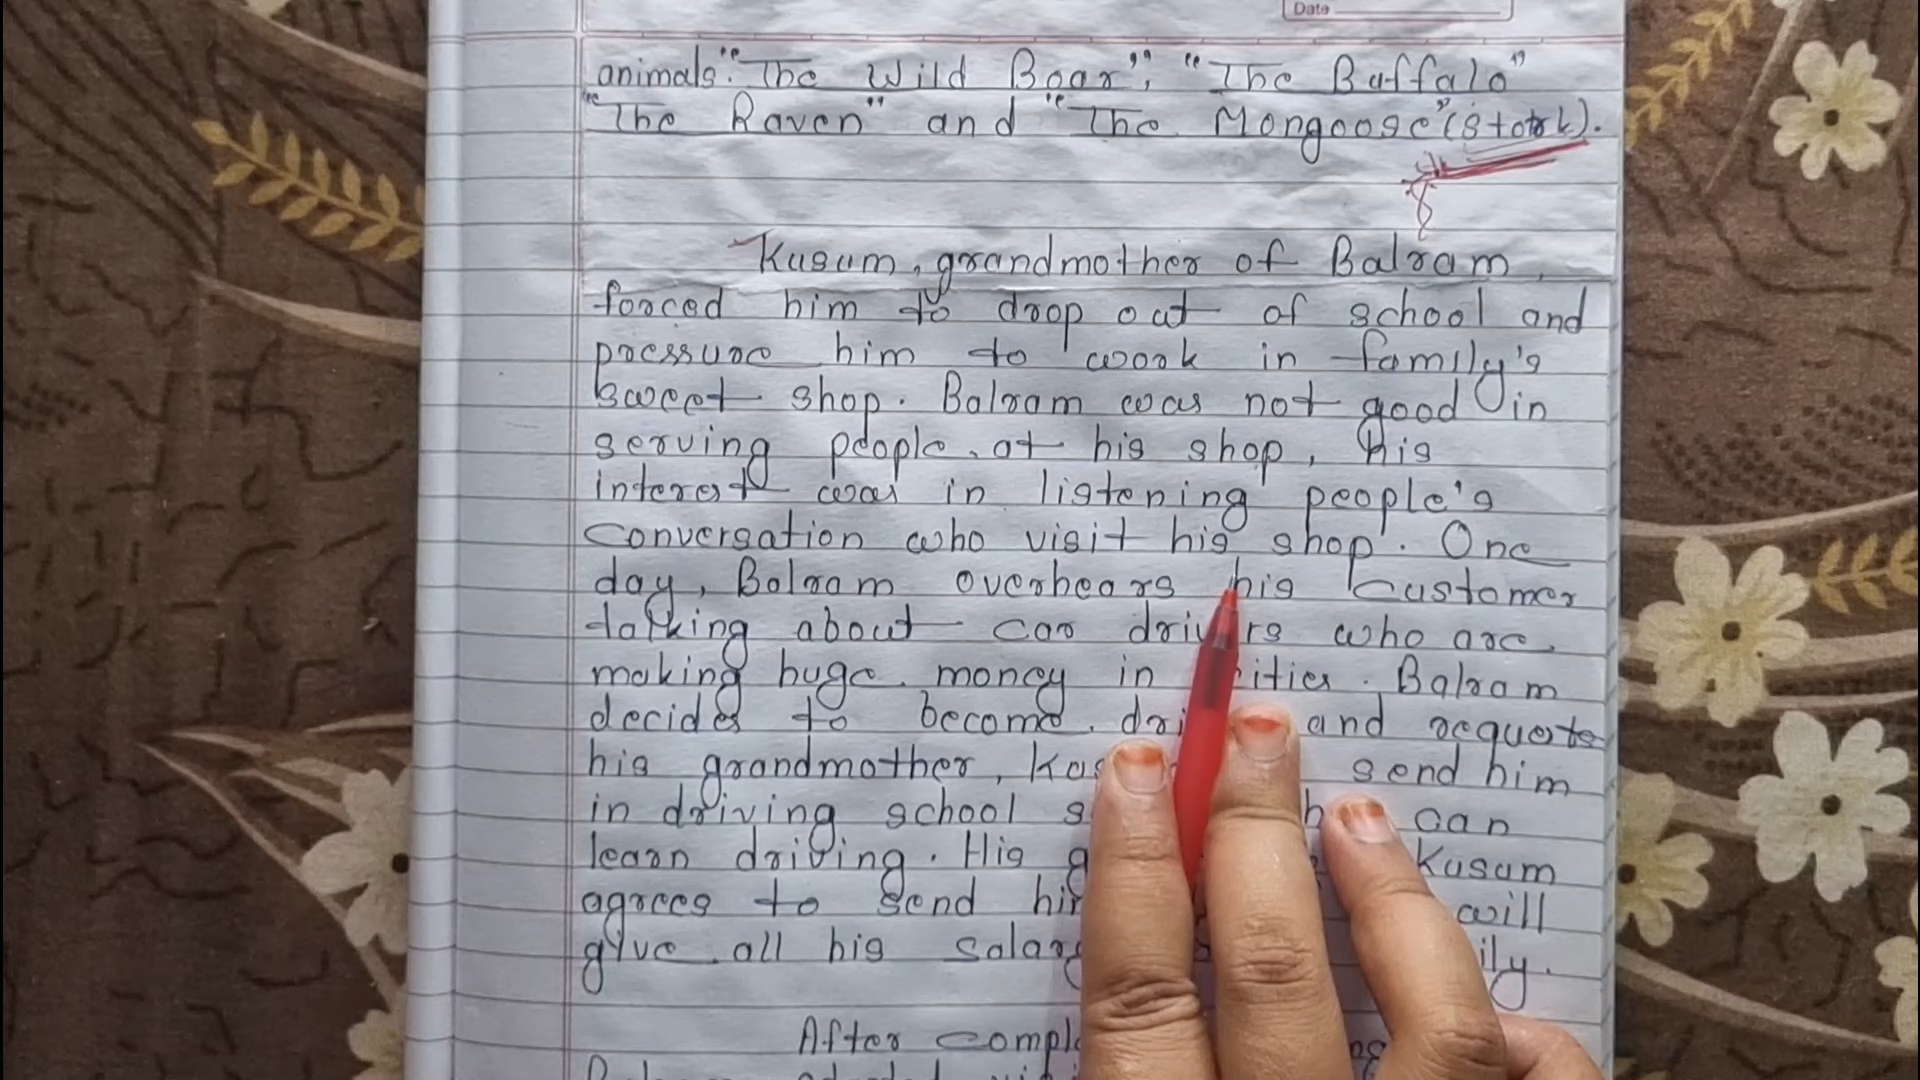 Date
animals. "The Wild Boar", "The Buffalo"
"The Raven" and "The Mongoose" (Stork).
Kusum, grandmother of Balram,
forced him to drop out of school and
pressure him to work in family's
sweet shop. Balram was not good in
serving people at his shop, his
interest was in listening people's
conversation who visit his shop. One
day, Balram overhears his customer
talking about car drivers who are
making huge money in cities. Balram
decides to become and requests
his grandmother, send him
in driving school can
learn driving. His Kusum
agrees to send will
give all his
After